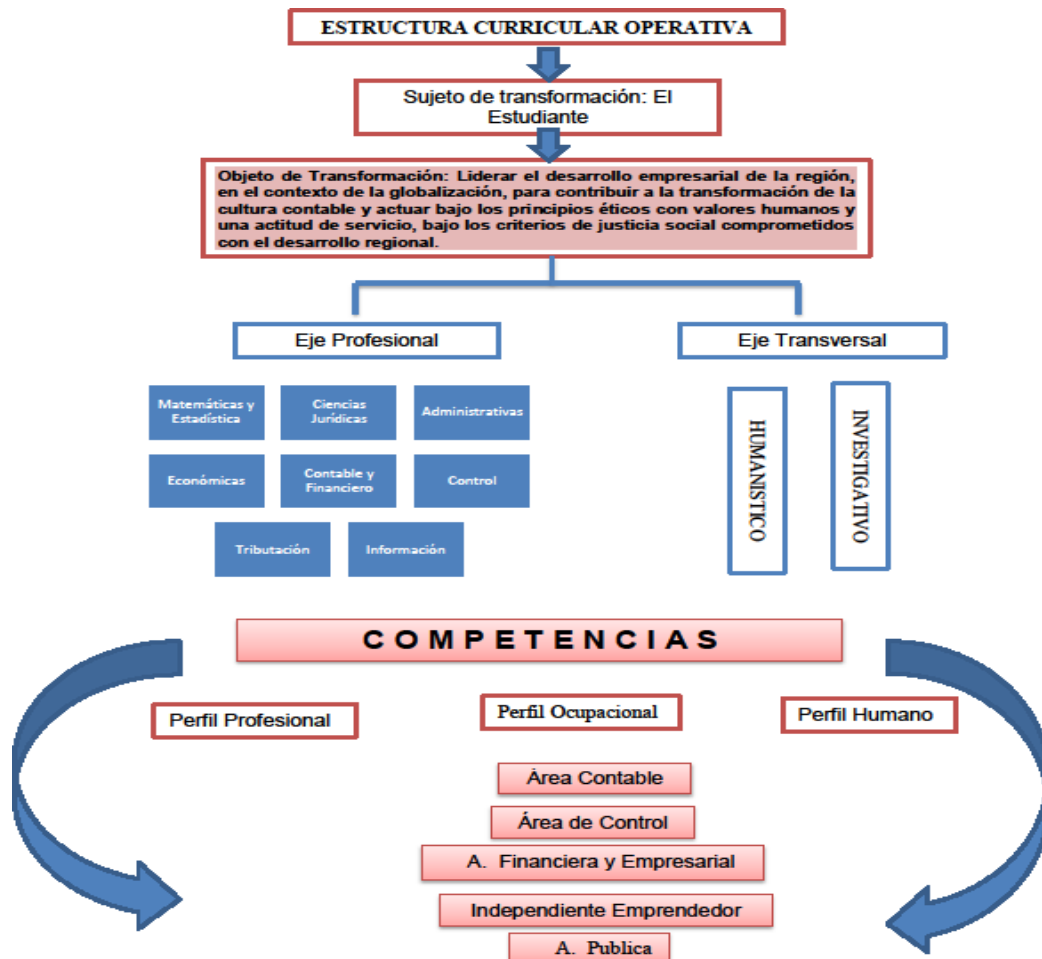 ESTRUCTURA CURRICULAR OPERATIVA
Sujeto de transformación: El
Estudiante
Objeto de Transformación: Liderar el desarrollo empresarial de la región,
en el contexto de la globalización, para contribuir a la transformación de la
cultura contable y actuar bajo los principios éticos con valores humanos y
una actitud de servicio, bajo los criterios de justicia social comprometidos
con el desarrollo regional.
Eje Profesional
Eje Transversal
Matemáticas y
Estadística
Ciencias
Jurídicas
Administrativas
Económicas
Contable y
Financiero
Control
Tributación
Información
HUMANISTICO
INVESTIGATIVO
COMPETENCIAS
Perfil Profesional
Perfil Ocupacional
Perfil Humano
Área Contable
Área de Control
A. Financiera y Empresarial
Independiente Emprendedor
A. Publica